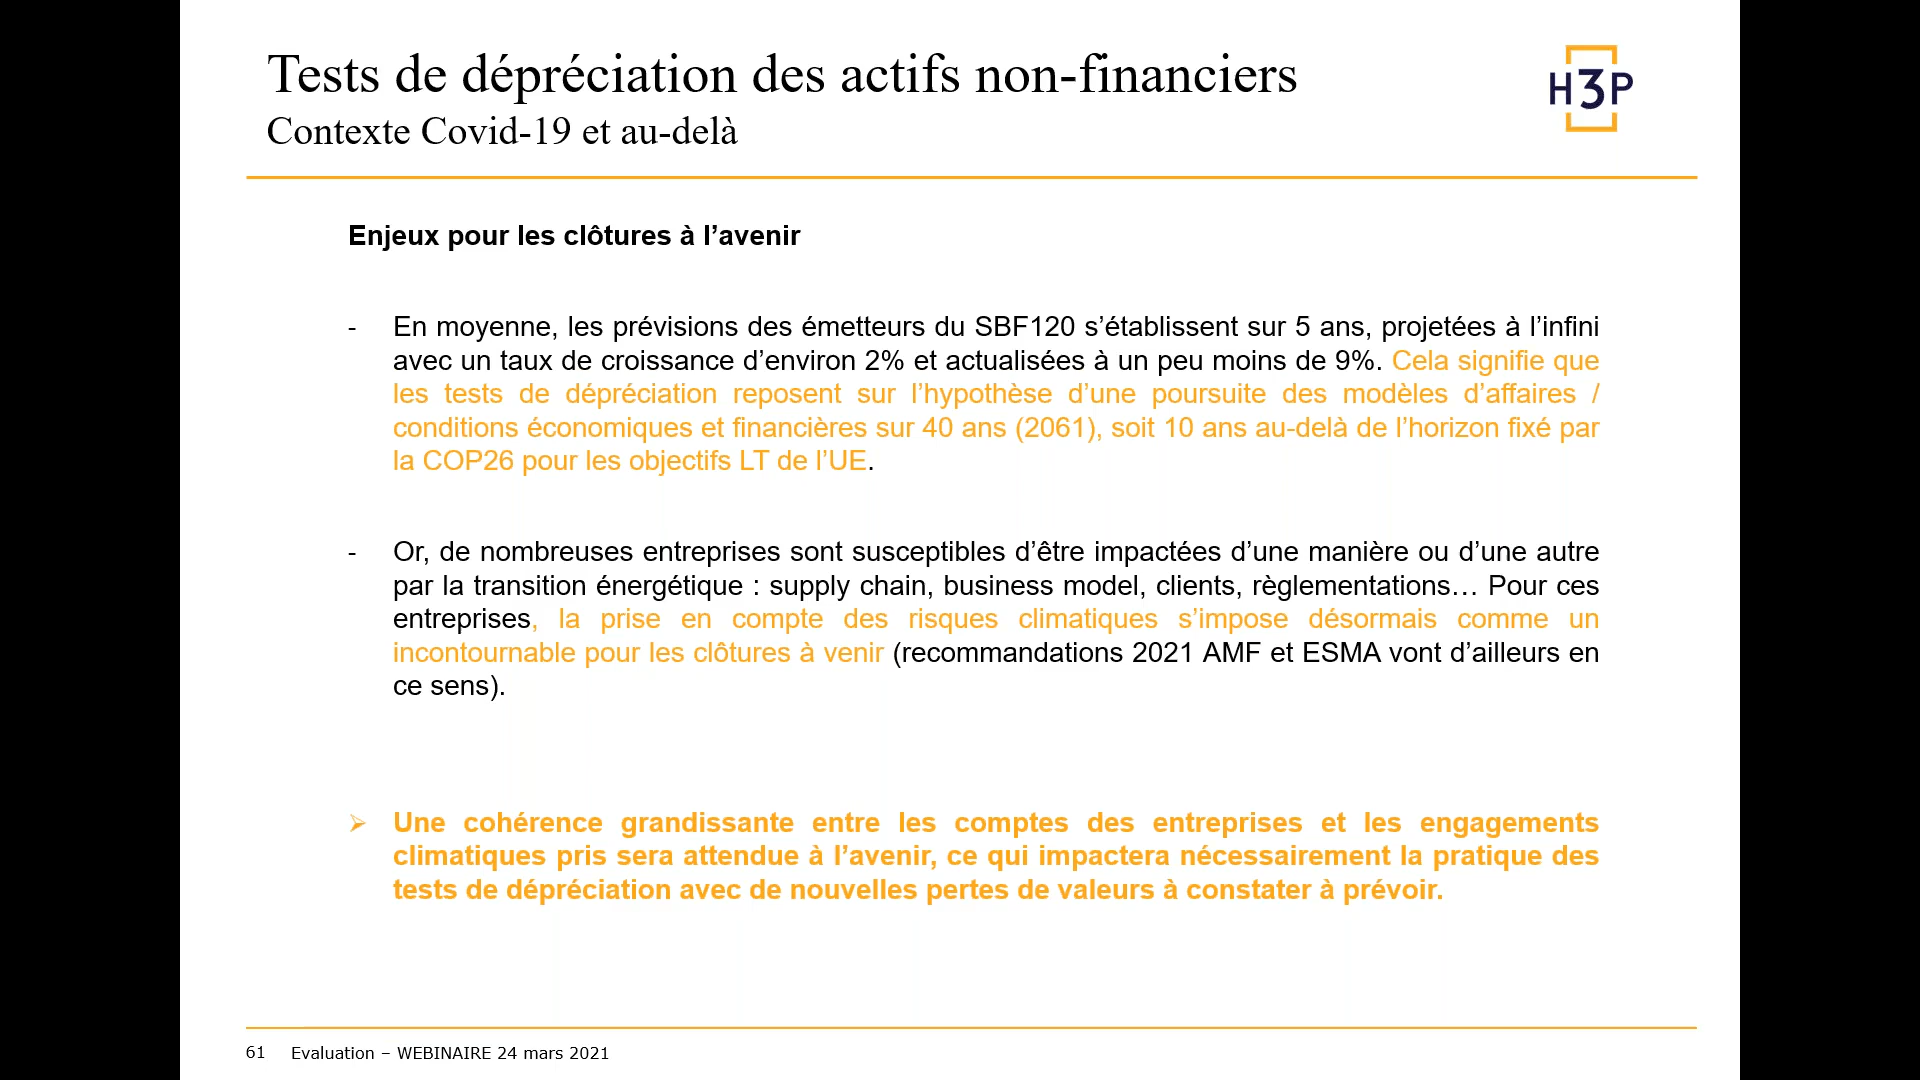 Tests de dépréciation des actifs non-financiers
Contexte Covid-19 et au-delà
H3P
Enjeux pour les clôtures à l’avenir
- En moyenne, les prévisions des émetteurs du SBF120 s’établissent sur 5 ans, projetées à l’infini
avec un taux de croissance d’environ 2% et actualisées à un peu moins de 9%. Cela signifie que
les tests de dépréciation reposent sur l’hypothèse d’une poursuite des modèles d’affaires /
conditions économiques et financières sur 40 ans (2061), soit 10 ans au-delà de l’horizon fixé par
la COP26 pour les objectifs LT de l’UE.
- Or, de nombreuses entreprises sont susceptibles d’être impactées d’une manière ou d’une autre
par la transition énergétique : supply chain, business model, clients, règlementations… Pour ces
entreprises, la prise en compte des risques climatiques s’impose désormais comme un
incontournable pour les clôtures à venir (recommandations 2021 AMF et ESMA vont d’ailleurs en
ce sens).
➢ Une cohérence grandissante entre les comptes des entreprises et les engagements
climatiques pris sera attendue à l’avenir, ce qui impactera nécessairement la pratique des
tests de dépréciation avec de nouvelles pertes de valeurs à constater à prévoir.
61 Evaluation – WEBINAIRE 24 mars 2021